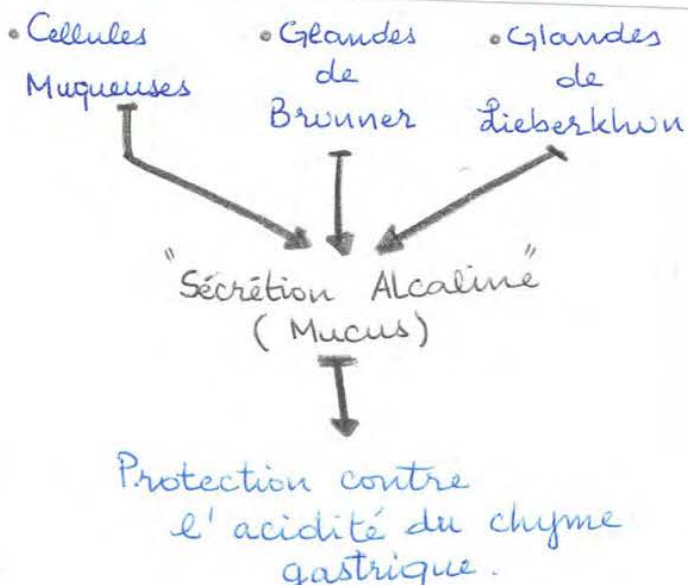 • Cellules
Muqueuses
• Glandes
de
Brunner
• Glandes
de
Lieberkhun
"Sécrétion Alcaline"
(Mucus)
Protection contre
l'acidité du chyme
gastrique.